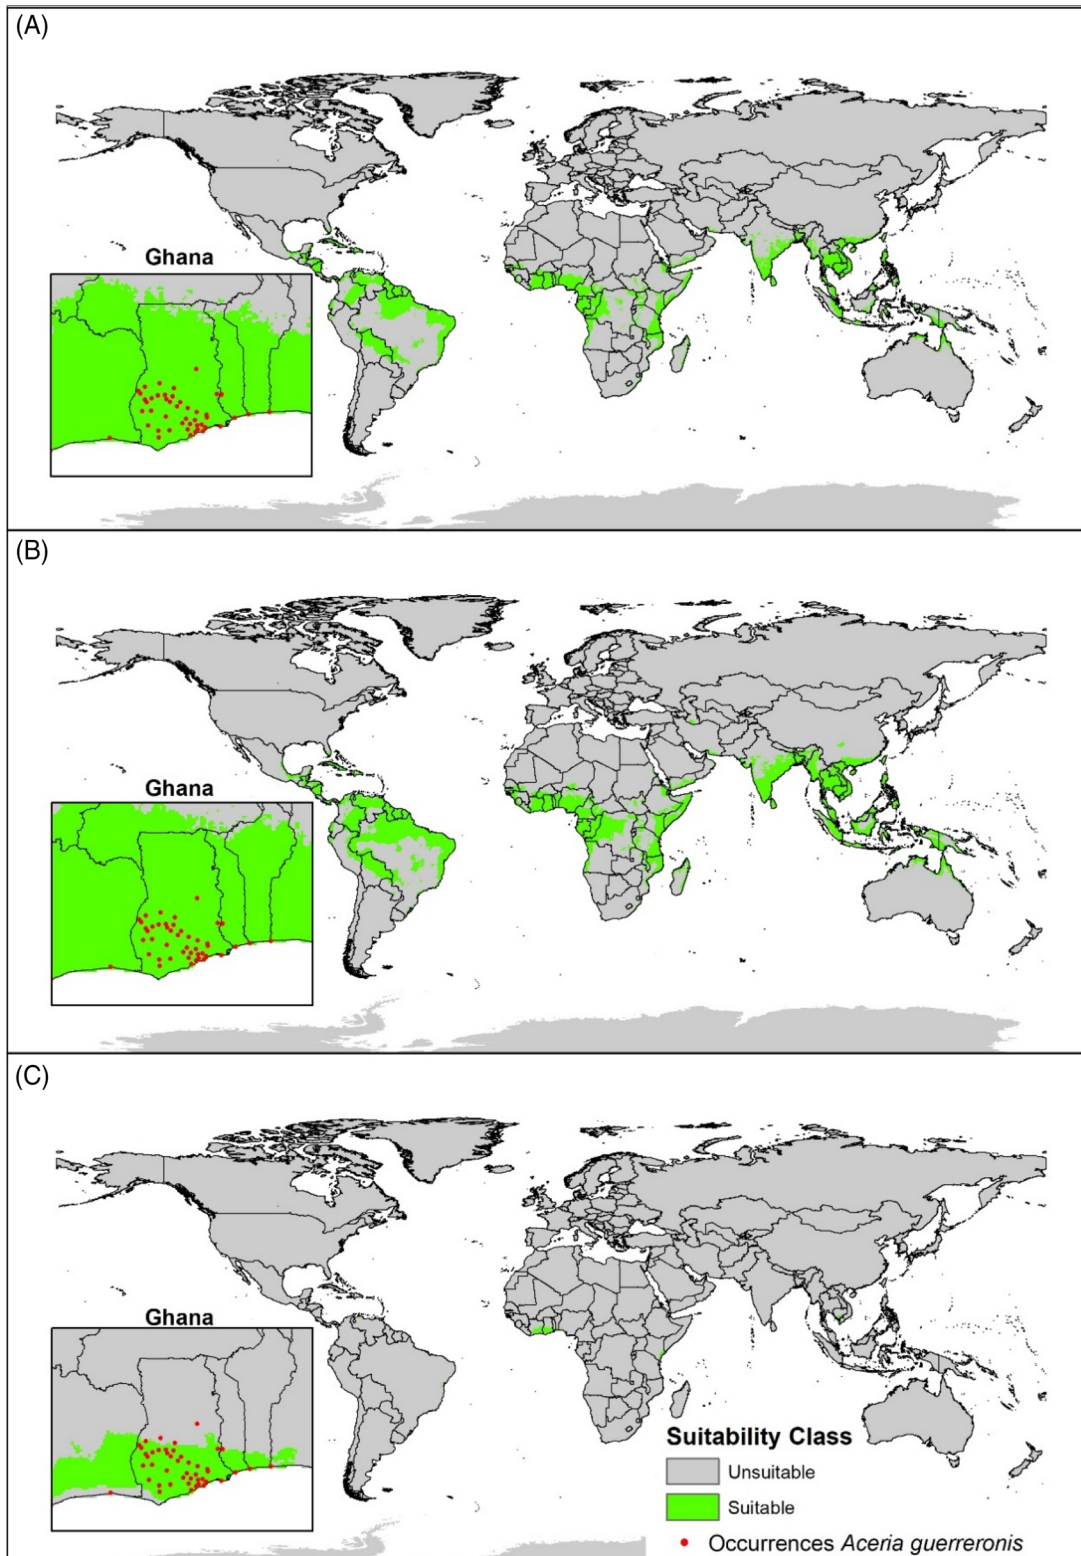 (A)
Ghana
(B)
Ghana
(C)
Ghana
Suitability Class
Unsuitable
Suitable
Occurrences Aceria guerreronis